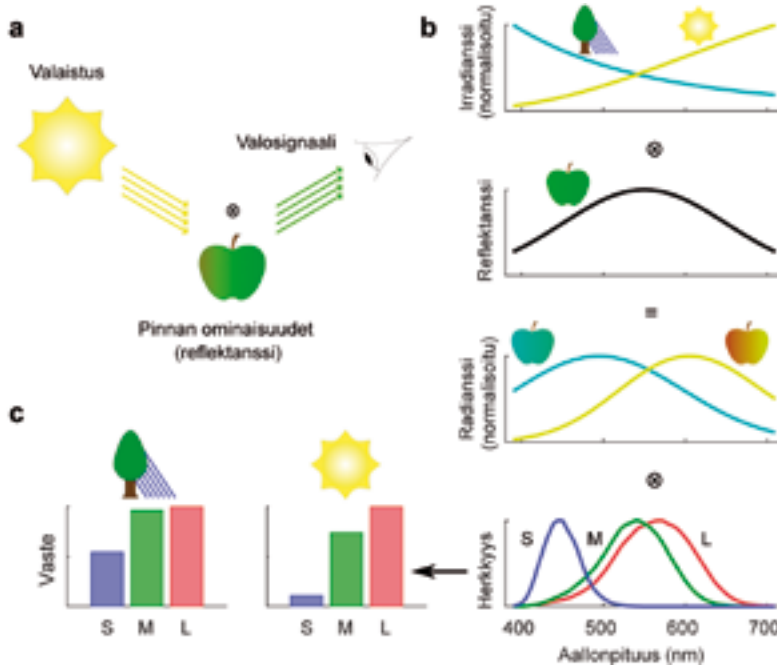 a
Valaistus
Valosignaali
⊗
Pinnan ominaisuudet
(reflektanssi)
b
Irradianssi
(normalisoitu)
⊗
Reflektanssi
=
Radianssi
(normalisoitu)
⊗
Herkkyys
S
M
L
400
500
600
700
Aallonpituus (nm)
c
Vaste
S M L
S M L